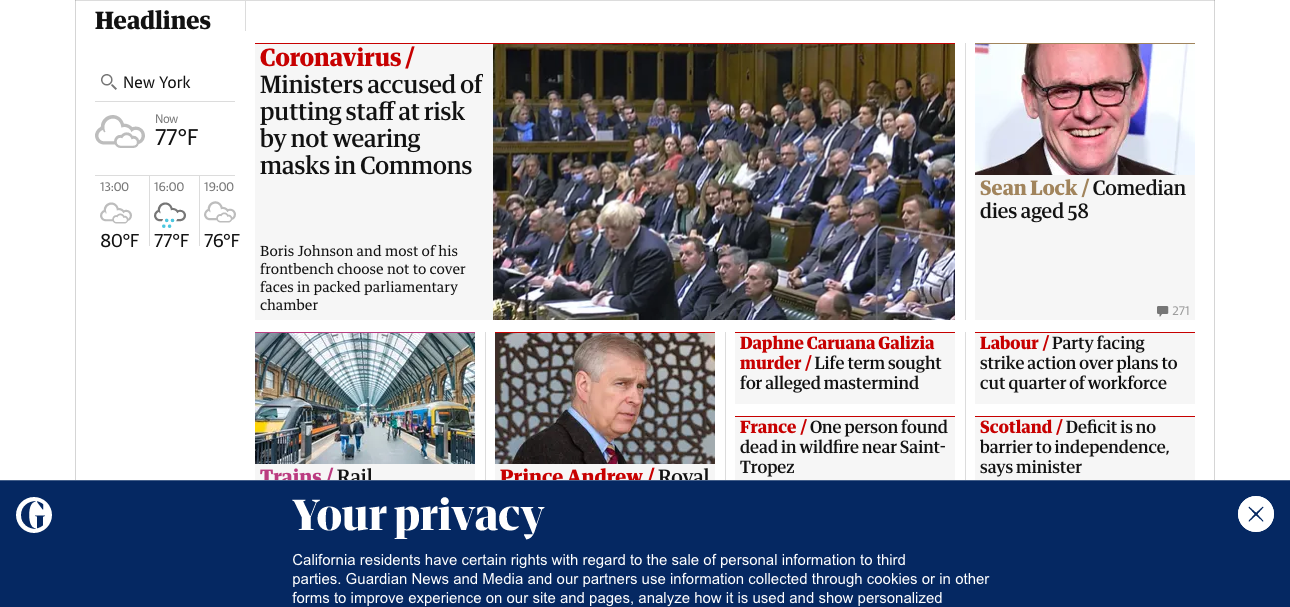 Headlines
New York
Now
77°F
13:00
16:00
19:00
80°F
77°F
76°F
Coronavirus /
Ministers accused of
putting staff at risk
by not wearing
masks in Commons
Boris Johnson and most of his
frontbench choose not to cover
faces in packed parliamentary
chamber
Sean Lock / Comedian
dies aged 58
271
Trains / Rail
Prince Andrew / Royal
Daphne Caruana Galizia
murder / Life term sought
for alleged mastermind
France / One person found
dead in wildfire near Saint-
Tropez
Labour / Party facing
strike action over plans to
cut quarter of workforce
Scotland / Deficit is no
barrier to independence,
says minister
G
Your privacy
California residents have certain rights with regard to the sale of personal information to third
parties. Guardian News and Media and our partners use information collected through cookies or in other
forms to improve experience on our site and pages, analyze how it is used and show personalized